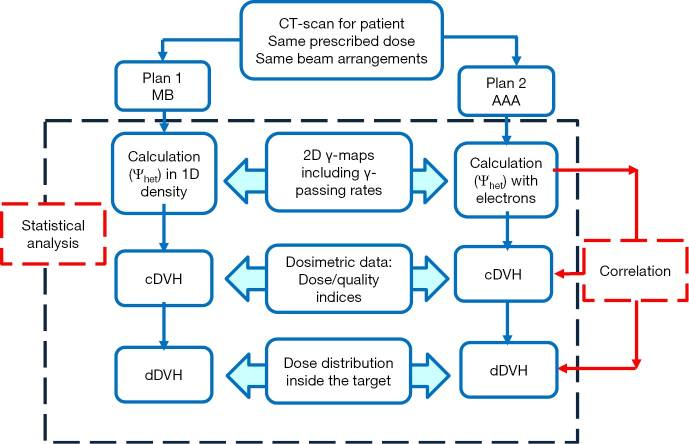 CT-scan for patient
Same prescribed dose
Same beam arrangements
Plan 1
MB
Plan 2
AAA
Calculation
(Ψhet) in 1D
density
2D γ-maps
including γ-
passing rates
Calculation
(Ψhet) with
electrons
Statistical
analysis
cDVH
Dosimetric data:
Dose/quality
indices
cDVH
Correlation
dDVH
Dose distribution
inside the target
dDVH